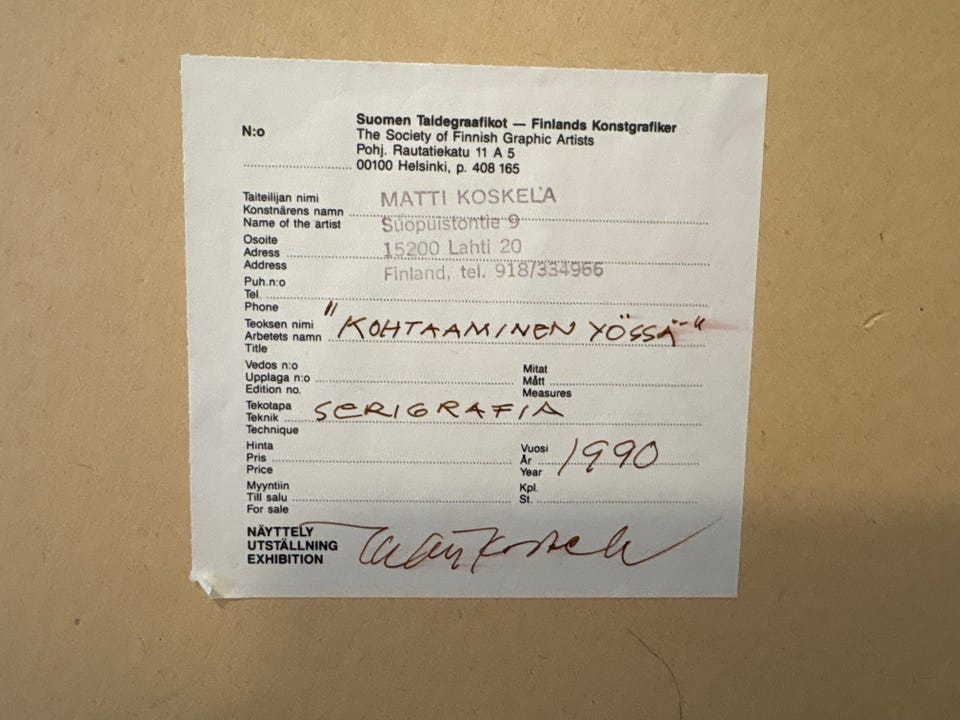 N:o
Suomen Taidegraafikot — Finlands Konstgrafiker
The Society of Finnish Graphic Artists
Pohj. Rautatiekatu 11 A 5
00100 Helsinki, p. 408 165
Taiteilijan nimi
Konstnärens namn
Name of the artist
MATTI KOSKELA
Suopuistontie 9
Osoite
Adress
Address
15200 Lahti 20
Finland, tel. 918/334966
Puh.n:o
Tel.
Phone
Teoksen nimi
Arbetets namn
Title
"KOHTAAMINEN YÖSSÄ"
Vedos n:o
Upplaga n:o
Edition no.
Mitat
Mått
Measures
Tekotapa
Teknik
Technique
SERIGRAFIA
Hinta
Pris
Price
Vuosi
År
Year
1990
Myyntiin
Till salu
For sale
Kpl.
St.
NÄYTTELY
UTSTÄLLNING
EXHIBITION
Matti Koskela